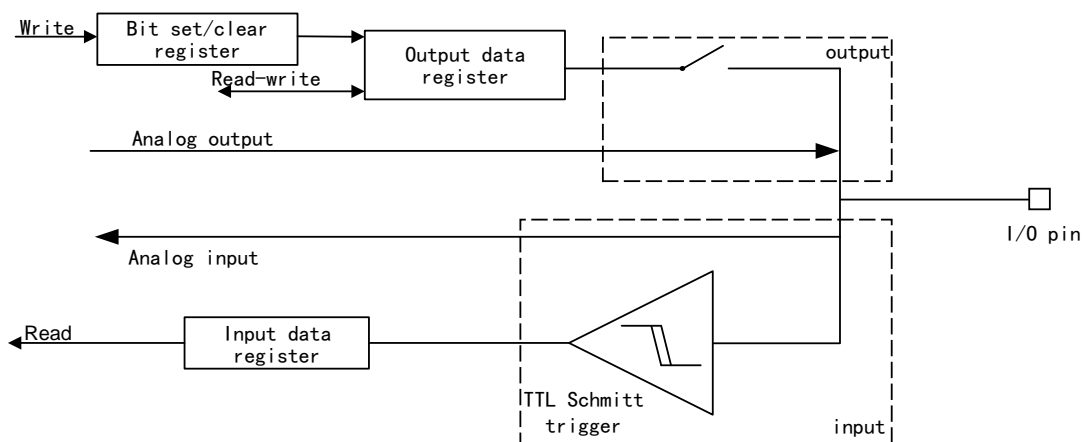 Write
Bit set/clear
register
Read-write
Output data
register
output
Analog output
I/O pin
Analog input
Read
Input data
register
TTL Schmitt
trigger
input